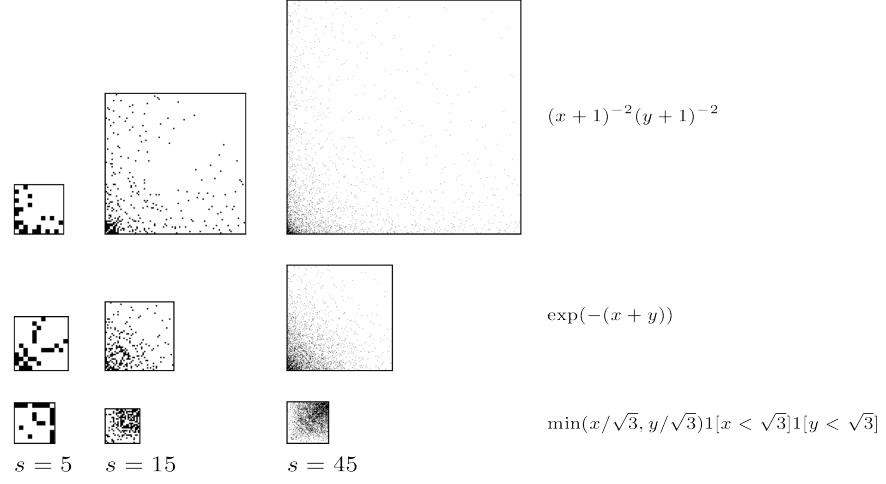 (x + 1)⁻²(y + 1)⁻²
exp(−(x + y))
min(x/√3, y/√3)1[x < √3]1[y < √3]
s = 5
s = 15
s = 45